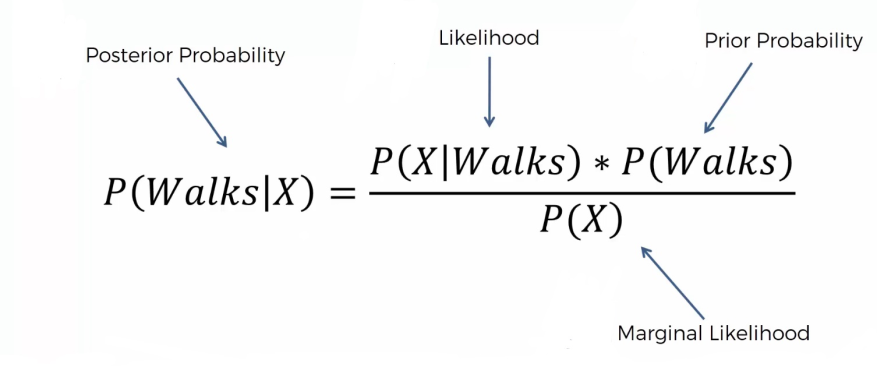 Posterior Probability
Likelihood
Prior Probability
P(Walks|X) = P(X|Walks) * P(Walks)
P(X)
Marginal Likelihood